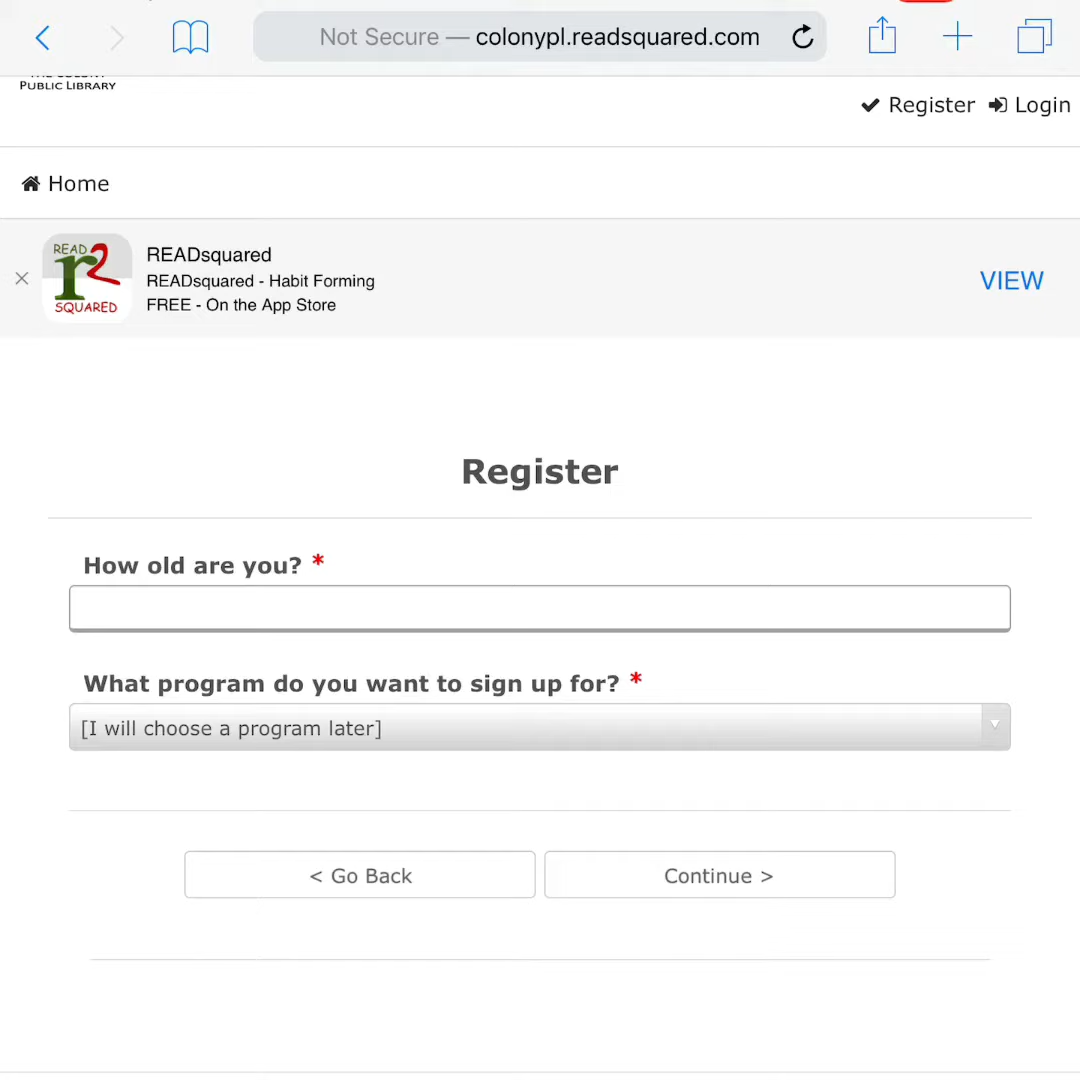 Not Secure — colonypl.readsquared.com
PUBLIC LIBRARY
Register Login
Home
READ
r2
SQUARED
READsquared
READsquared - Habit Forming
FREE - On the App Store
VIEW
Register
How old are you? *
What program do you want to sign up for? *
[I will choose a program later]
< Go Back
Continue >